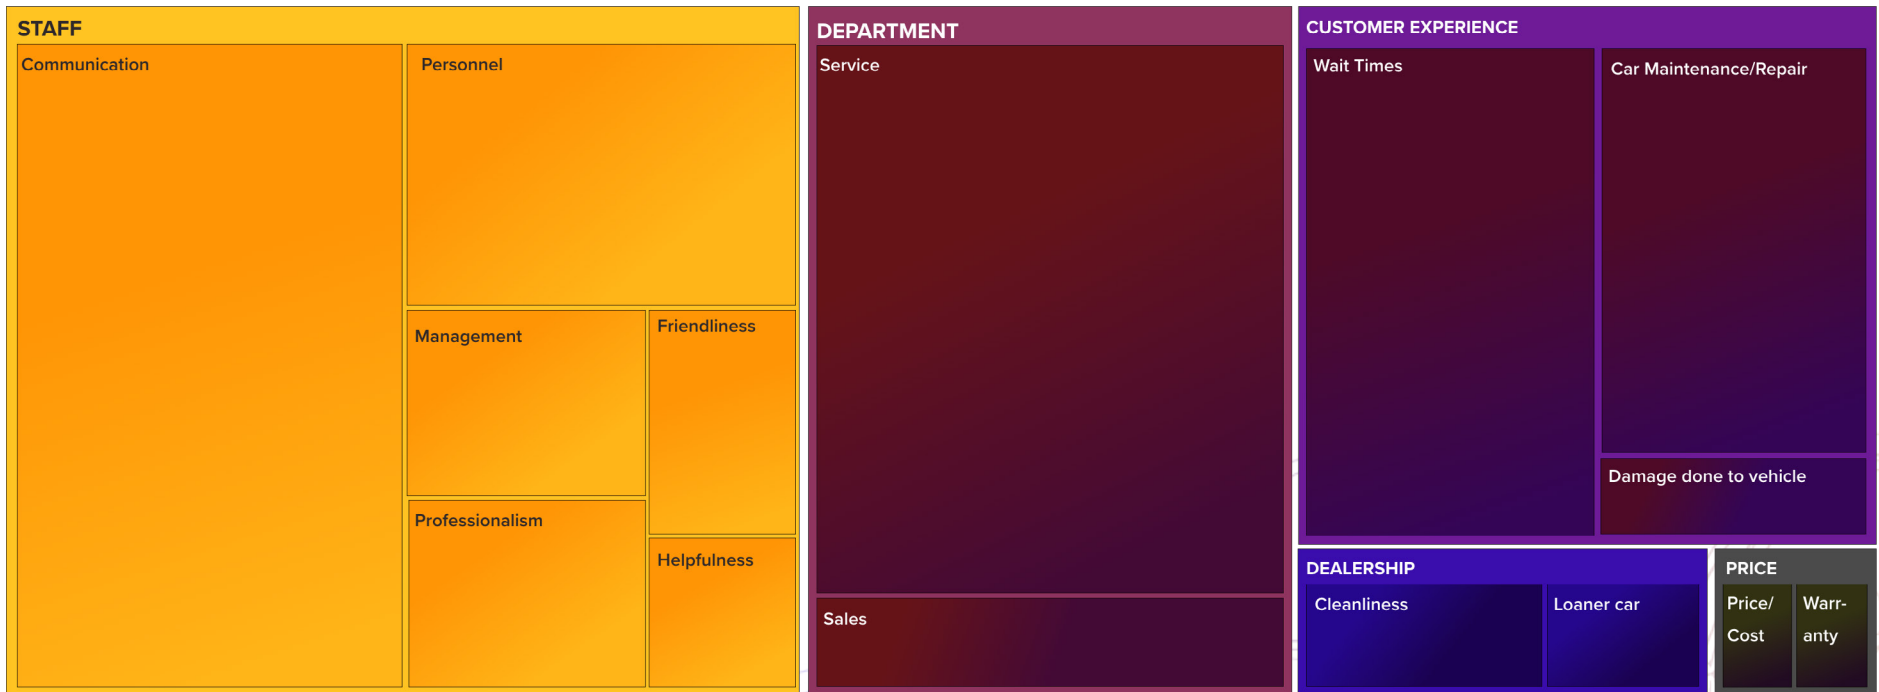 STAFF
Communication
Personnel
Management
Friendliness
Professionalism
Helpfulness
DEPARTMENT
Service
Sales
CUSTOMER EXPERIENCE
Wait Times
Car Maintenance/Repair
Damage done to vehicle
DEALERSHIP
Cleanliness
Loaner car
PRICE
Price/
Cost
Warr-
anty